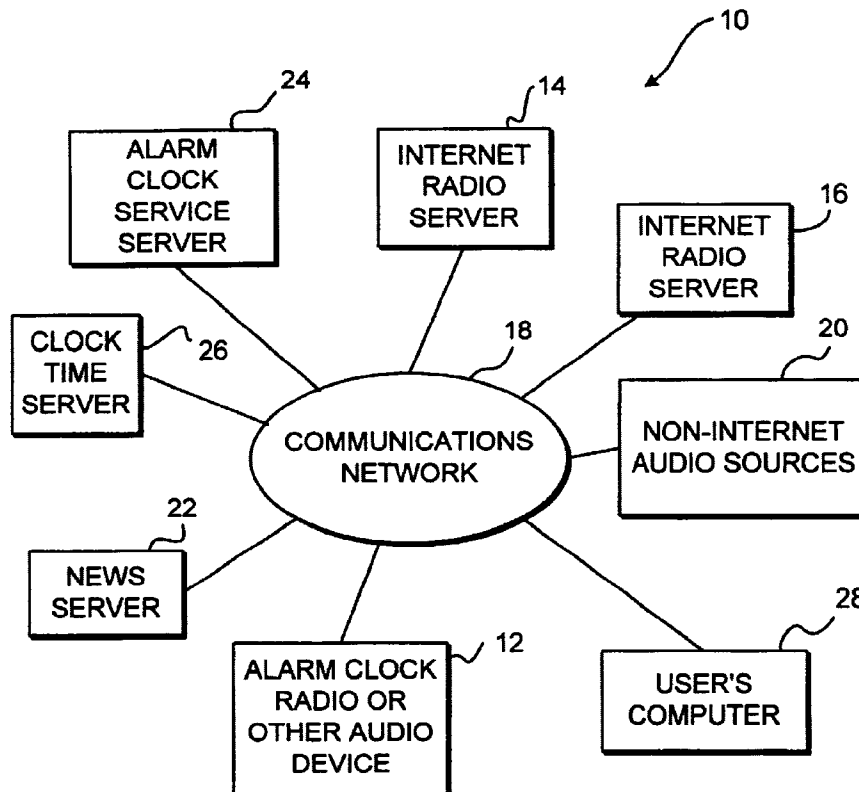 10
24
ALARM
CLOCK
SERVICE
SERVER
14
INTERNET
RADIO
SERVER
16
INTERNET
RADIO
SERVER
26
CLOCK
TIME
SERVER
18
COMMUNICATIONS
NETWORK
20
NON-INTERNET
AUDIO SOURCES
22
NEWS
SERVER
12
ALARM CLOCK
RADIO OR
OTHER AUDIO
DEVICE
28
USER'S
COMPUTER